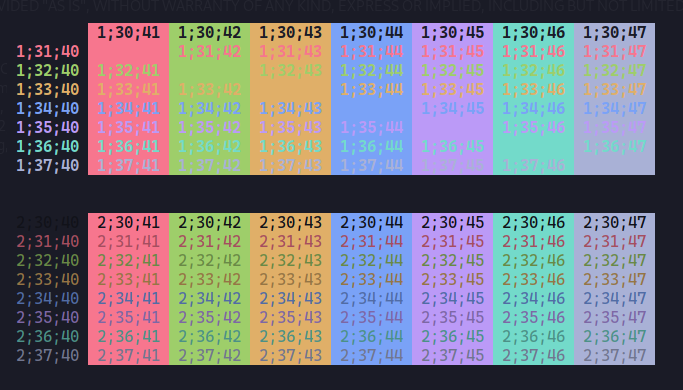 "AS IS", WITHOUT WARRANTY OF ANY KIND, EXPRESS OR IMPLIED, INCLUDING BUT NOT LIMITED
1;30;41 1;30;42 1;30;43 1;30;44 1;30;45 1;30;46 1;30;47
1;31;40 1;31;42 1;31;43 1;31;44 1;31;45 1;31;46 1;31;47
1;32;40 1;32;41 1;32;43 1;32;44 1;32;45 1;32;46 1;32;47
1;33;40 1;33;41 1;33;42 1;33;44 1;33;45 1;33;46 1;33;47
1;34;40 1;34;41 1;34;42 1;34;43 1;34;45 1;34;46 1;34;47
1;35;40 1;35;41 1;35;42 1;35;43 1;35;44 1;35;46 1;35;47
1;36;40 1;36;41 1;36;42 1;36;43 1;36;44 1;36;45 1;36;47
1;37;40 1;37;41 1;37;42 1;37;43 1;37;44 1;37;45 1;37;46
2;30;40 2;30;41 2;30;42 2;30;43 2;30;44 2;30;45 2;30;46 2;30;47
2;31;40 2;31;41 2;31;42 2;31;43 2;31;44 2;31;45 2;31;46 2;31;47
2;32;40 2;32;41 2;32;42 2;32;43 2;32;44 2;32;45 2;32;46 2;32;47
2;33;40 2;33;41 2;33;42 2;33;43 2;33;44 2;33;45 2;33;46 2;33;47
2;34;40 2;34;41 2;34;42 2;34;43 2;34;44 2;34;45 2;34;46 2;34;47
2;35;40 2;35;41 2;35;42 2;35;43 2;35;44 2;35;45 2;35;46 2;35;47
2;36;40 2;36;41 2;36;42 2;36;43 2;36;44 2;36;45 2;36;46 2;36;47
2;37;40 2;37;41 2;37;42 2;37;43 2;37;44 2;37;45 2;37;46 2;37;47